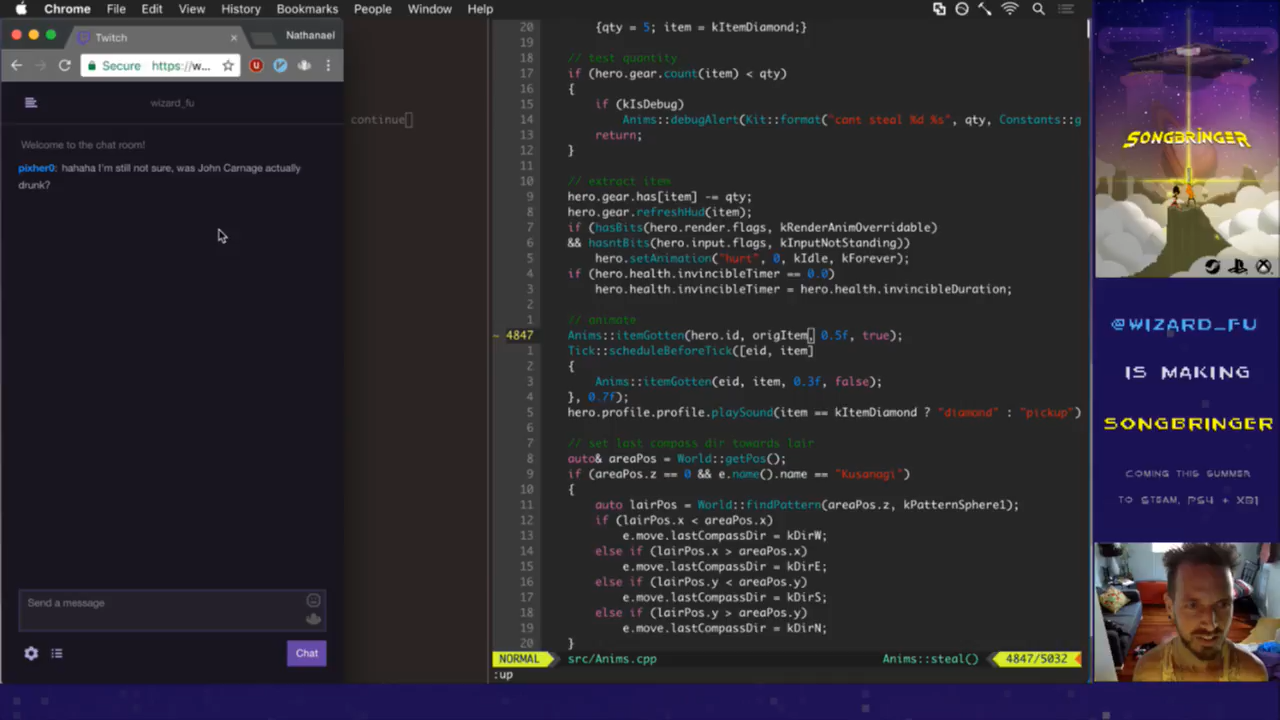 Chrome File Edit View History Bookmarks People Window Help
Twitch
Nathanael
Secure https://w...
wizard_fu
Welcome to the chat room!
pixher0: hahaha I'm still not sure, was John Carnage actually
drunk?
Send a message
Chat
continue
20 {qty = 5; item = kItemDiamond;}
19
18 // test quantity
17 if (hero.gear.count(item) < qty)
16 {
15 if (kIsDebug)
14 Anims::debugAlert(Kit::format("cant steal %d %s", qty, Constants::g
13 return;
12 }
11
10 // extract item
9 hero.gear.has[item] -= qty;
8 hero.gear.refreshHud(item);
7 if (hasBits(hero.render.flags, kRenderAnimOverridable)
6 && hasntBits(hero.input.flags, kInputNotStanding))
5 hero.setAnimation("hurt", 0, kIdle, kForever);
4 if (hero.health.invincibleTimer == 0.0)
3 hero.health.invincibleTimer = hero.health.invincibleDuration;
2
1 // animate
~ 4847 Anims::itemGotten(hero.id, origItem, 0.5f, true);
1 Tick::scheduleBeforeTick([eid, item]
2 {
3 Anims::itemGotten(eid, item, 0.3f, false);
4 }, 0.7f);
5 hero.profile.profile.playSound(item == kItemDiamond ? "diamond" : "pickup")
6
7 // set last compass dir towards lair
8 auto& areaPos = World::getPos();
9 if (areaPos.z == 0 && e.name().name == "Kusanagi")
10 {
11 auto lairPos = World::findPattern(areaPos.z, kPatternSphere1);
12 if (lairPos.x < areaPos.x)
13 e.move.lastCompassDir = kDirW;
14 else if (lairPos.x > areaPos.x)
15 e.move.lastCompassDir = kDirE;
16 else if (lairPos.y < areaPos.y)
17 e.move.lastCompassDir = kDirS;
18 else if (lairPos.y > areaPos.y)
19 e.move.lastCompassDir = kDirN;
20 }
NORMAL src/Anims.cpp Anims::steal() 4847/5032
:up
SONGBRINGER
@WIZARD_FU
IS MAKING
SONGBRINGER
COMING THIS SUMMER
TO STEAM, PS4 + XB1